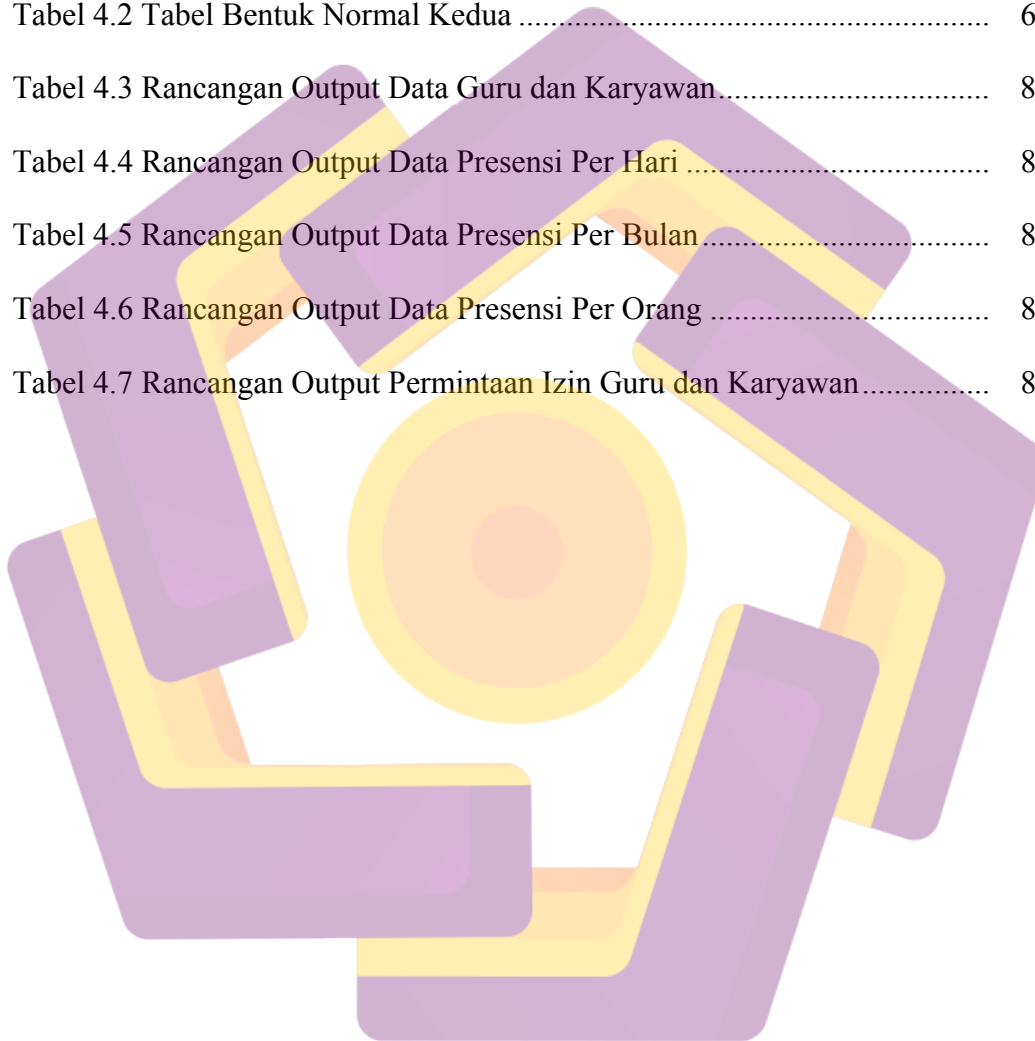 Tabel 4.2 Tabel Bentuk Normal Kedua ................................................................ 6
Tabel 4.3 Rancangan Output Data Guru dan Karyawan..................................... 8
Tabel 4.4 Rancangan Output Data Presensi Per Hari ......................................... 8
Tabel 4.5 Rancangan Output Data Presensi Per Bulan ....................................... 8
Tabel 4.6 Rancangan Output Data Presensi Per Orang ...................................... 8
Tabel 4.7 Rancangan Output Permintaan Izin Guru dan Karyawan ................. 8